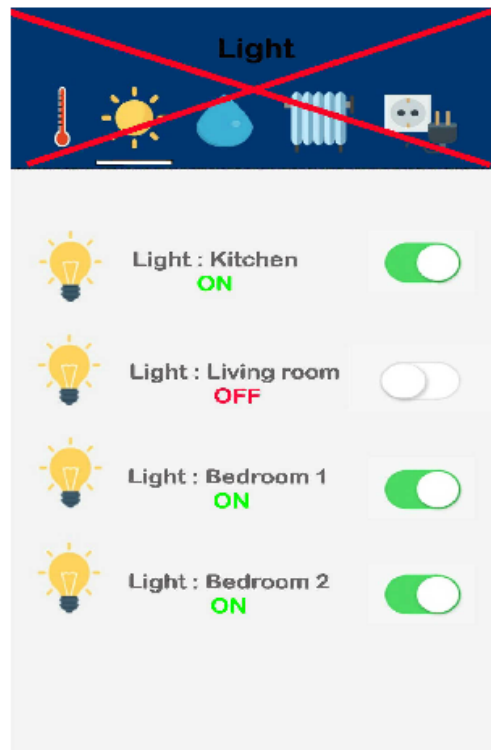 Light
Light : Kitchen
ON
Light : Living room
OFF
Light : Bedroom 1
ON
Light : Bedroom 2
ON